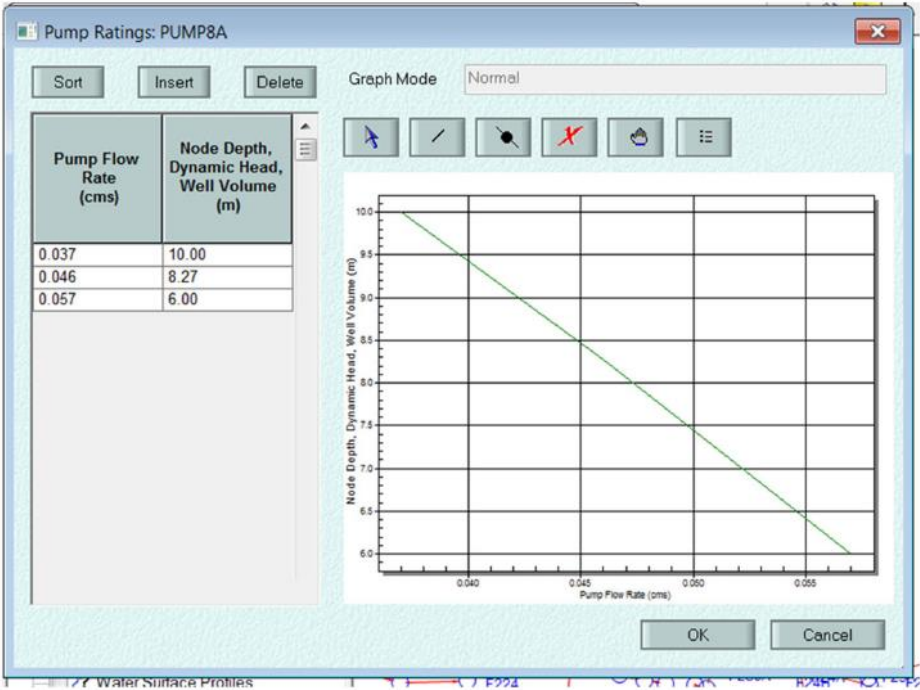 Pump Ratings: PUMP8A
Sort Insert Delete
Graph Mode Normal
Pump Flow
Rate
(cms)
Node Depth,
Dynamic Head,
Well Volume
(m)
0.037 10.00
0.046 8.27
0.057 6.00
Node Depth, Dynamic Head, Well Volume (m)
10.0
9.5
9.0
8.5
8.0
7.5
7.0
6.5
6.0
0.040 0.045 0.050 0.055
Pump Flow Rate (cms)
OK Cancel
Water Surface Profiles
F224